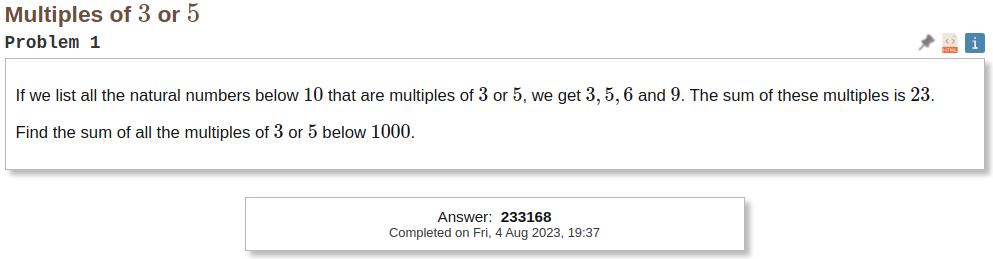 Multiples of 3 or 5
Problem 1
HTML
i
If we list all the natural numbers below 10 that are multiples of 3 or 5, we get 3, 5, 6 and 9. The sum of these multiples is 23.
Find the sum of all the multiples of 3 or 5 below 1000.
Answer: 233168
Completed on Fri, 4 Aug 2023, 19:37